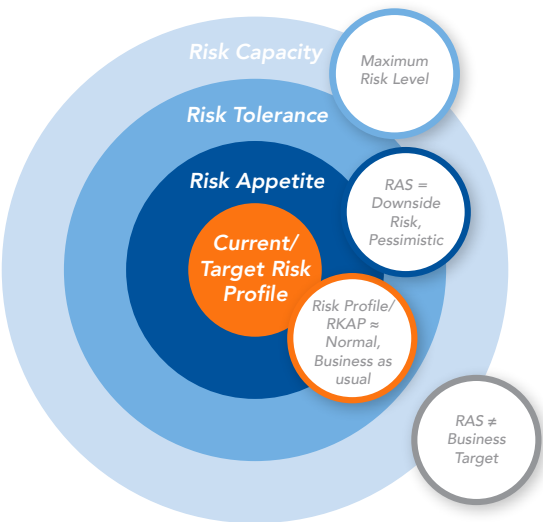 Risk Capacity
Maximum
Risk Level
Risk Tolerance
Risk Appetite
RAS =
Downside
Risk,
Pessimistic
Current/
Target Risk
Profile
Risk Profile/
RKAP ≈
Normal,
Business as
usual
RAS ≠
Business
Target